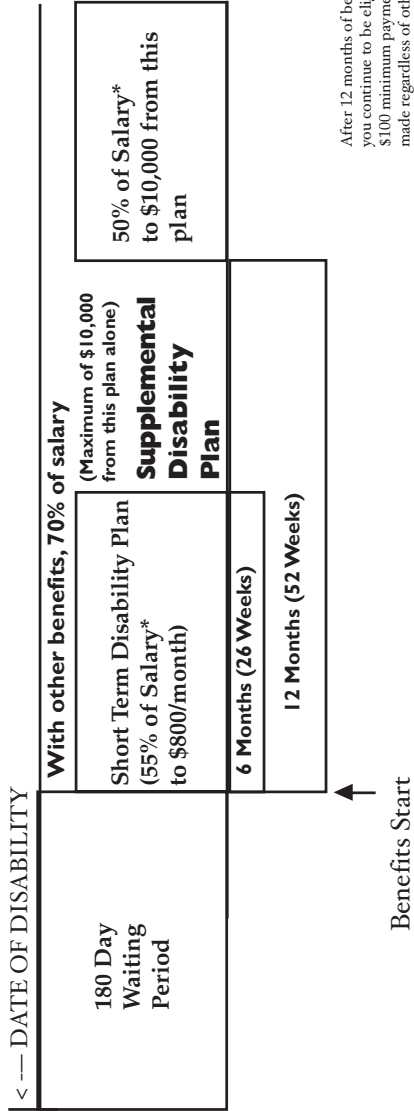 < -— DATE OF DISABILITY
180 Day
Waiting
Period
With other benefits, 70% of salary
Short Term Disability Plan
(55% of Salary*
to $800/month)
(Maximum of $10,000
from this plan alone)
Supplemental
Disability
Plan
50% of Salary*
to $10,000 from this
plan
6 Months (26 Weeks)
12 Months (52 Weeks)
Benefits Start
After 12 months of be
you continue to be eli
$100 minimum payme
made regardless of ot